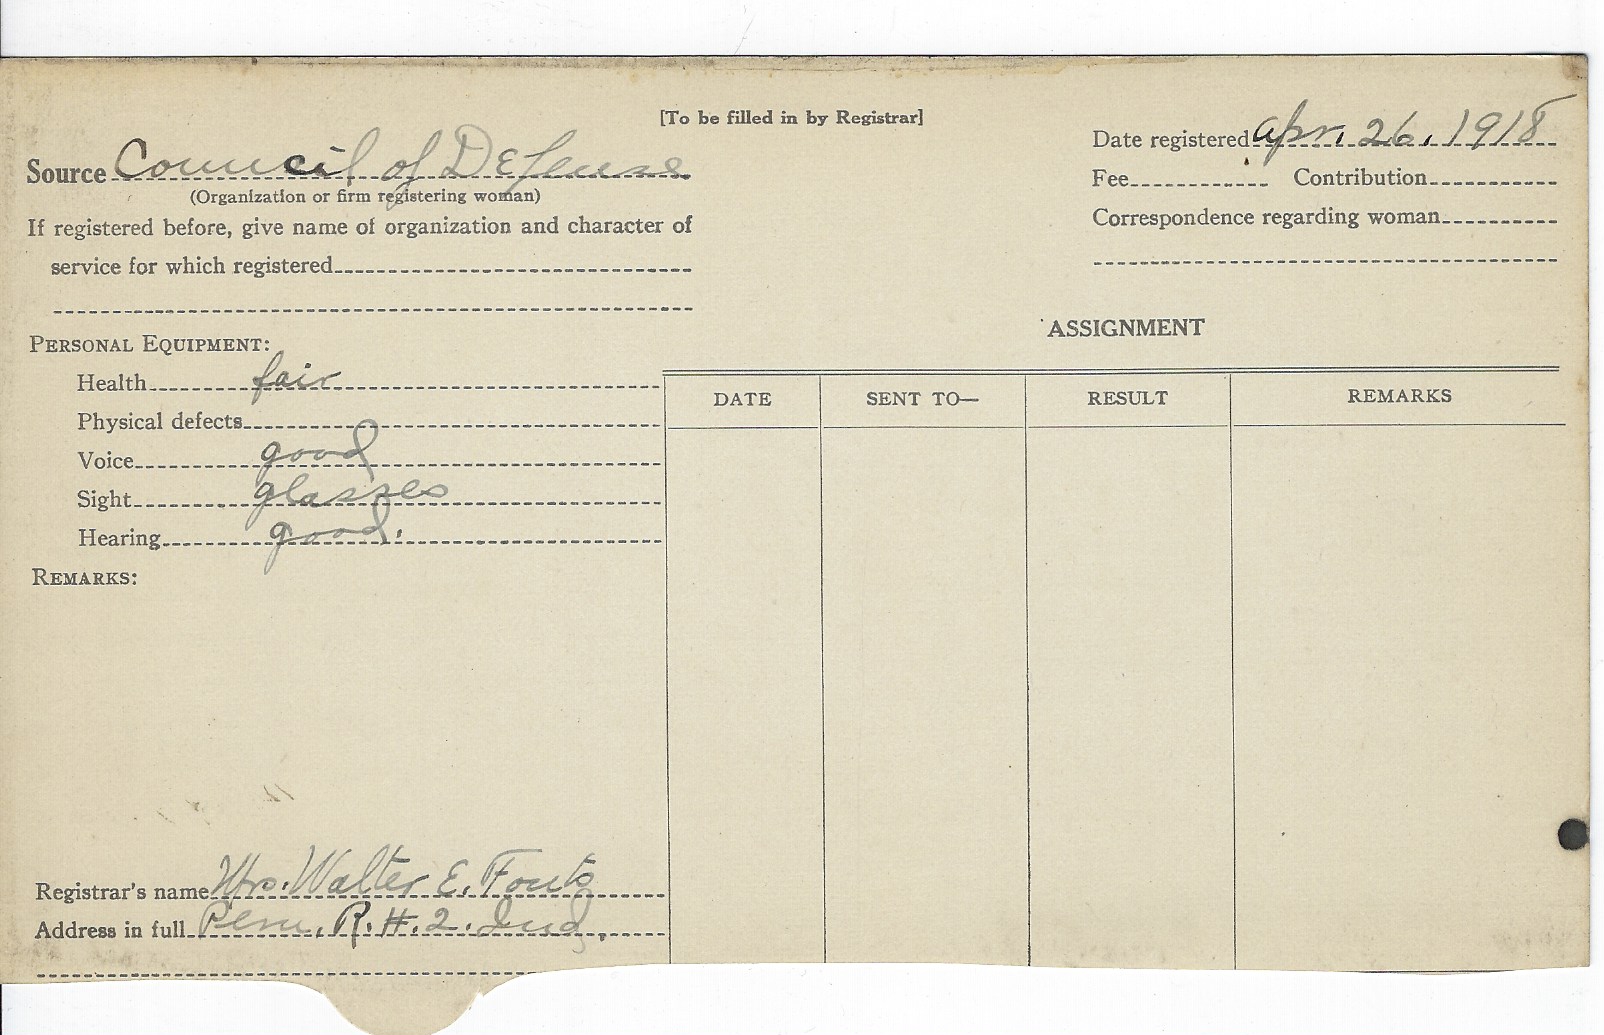 [To be filled in by Registrar]
Source Council of Defense
(Organization or firm registering woman)
If registered before, give name of organization and character of
service for which registered
Date registered Apr. 26, 1918
Fee Contribution
Correspondence regarding woman
PERSONAL EQUIPMENT:
Health fair
Physical defects
Voice good
Sight glasses
Hearing good.
REMARKS:
ASSIGNMENT
DATE SENT TO— RESULT REMARKS
Registrar's name Mrs. Walter E. Fouts
Address in full Peru, R. #. 2. Ind.